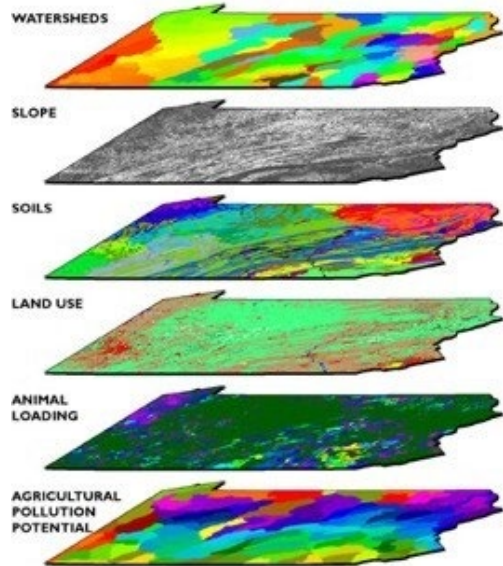 WATERSHEDS
SLOPE
SOILS
LAND USE
ANIMAL
LOADING
AGRICULTURAL
POLLUTION
POTENTIAL